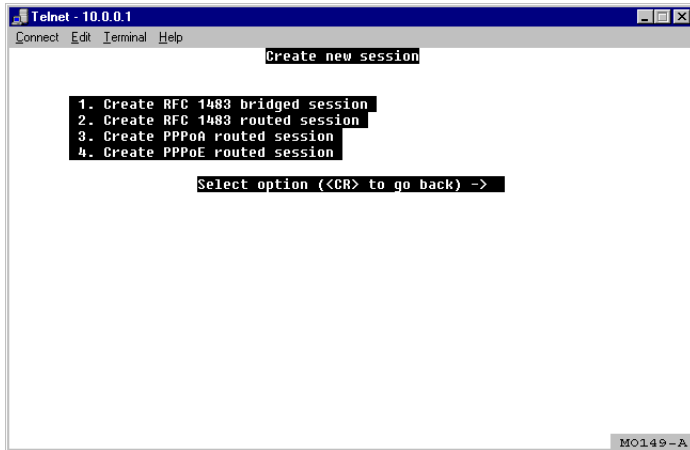 Telnet - 10.0.0.1
Connect Edit Terminal Help
Create new session
1. Create RFC 1483 bridged session
2. Create RFC 1483 routed session
3. Create PPPoA routed session
4. Create PPPoE routed session
Select option (<CR> to go back) ->
MO149-A